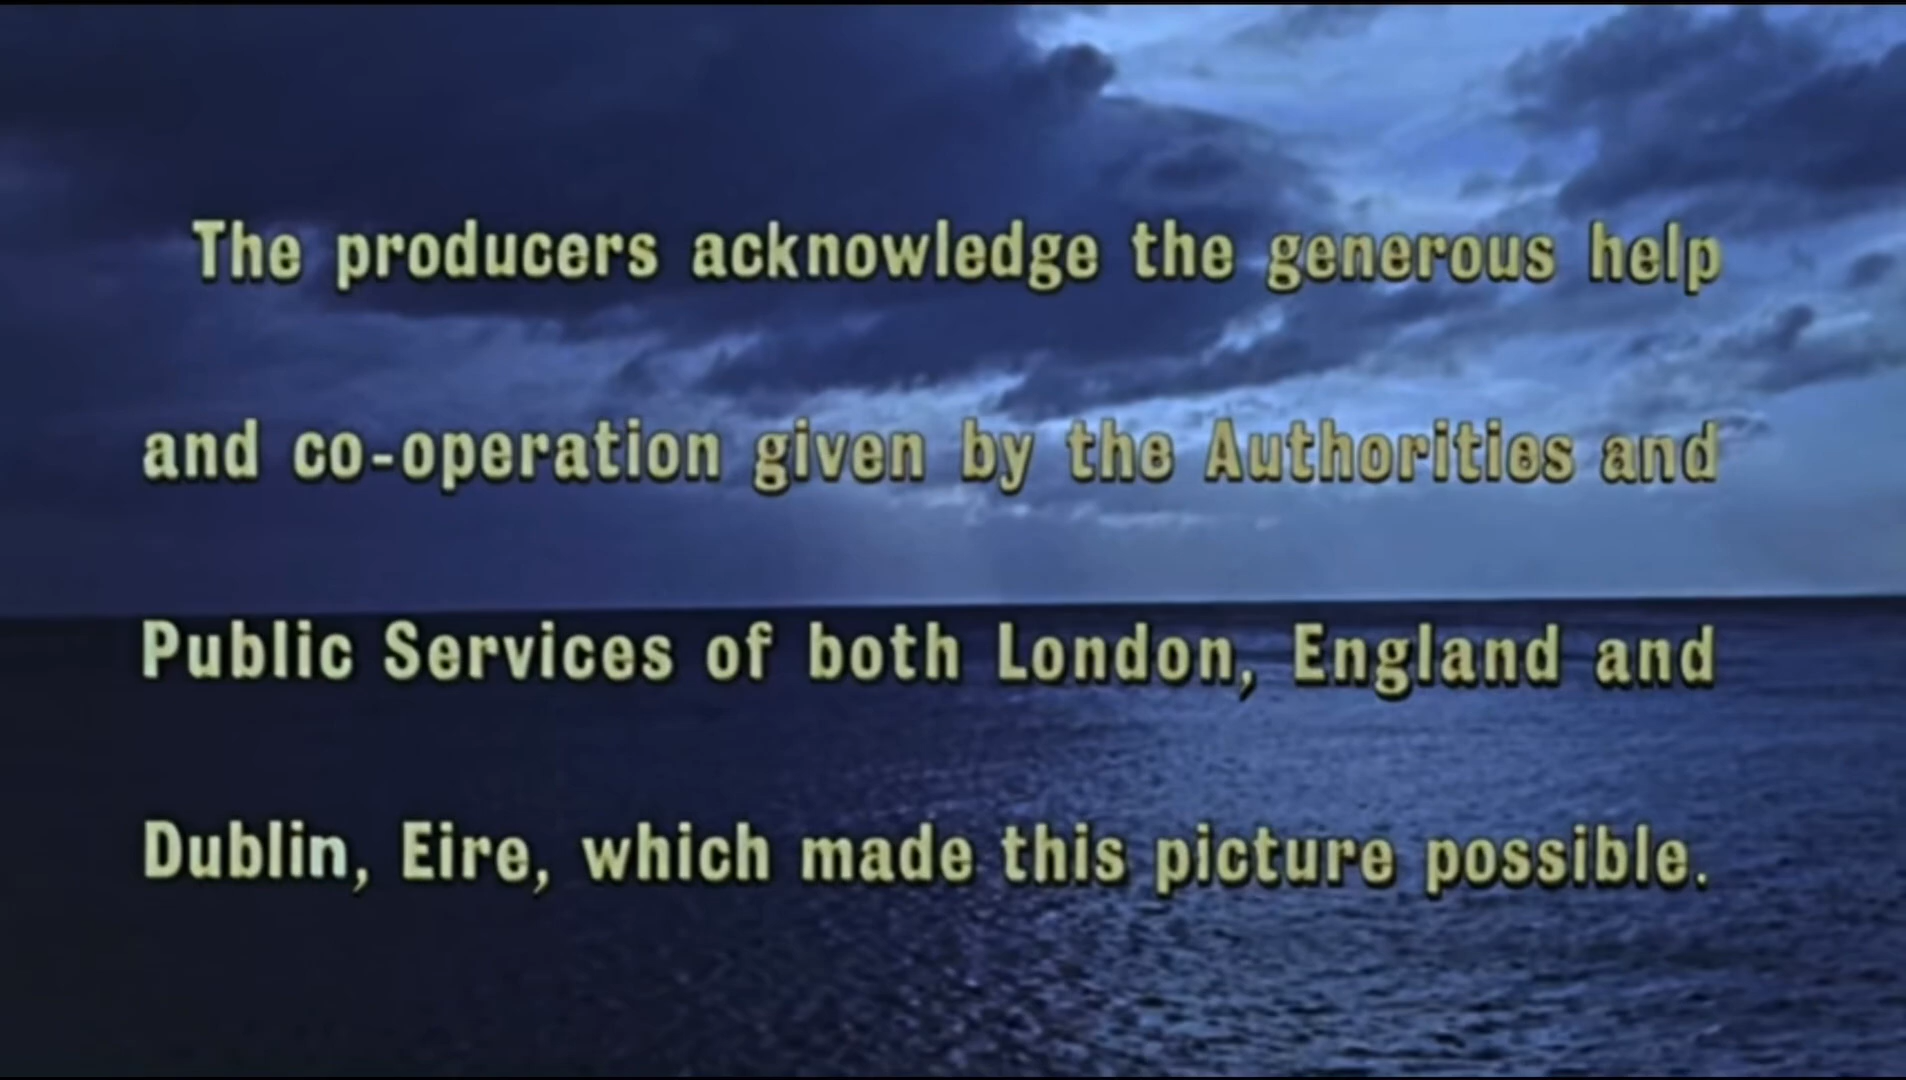 The producers acknowledge the generous help
and co-operation given by the Authorities and
Public Services of both London, England and
Dublin, Eire, which made this picture possible.